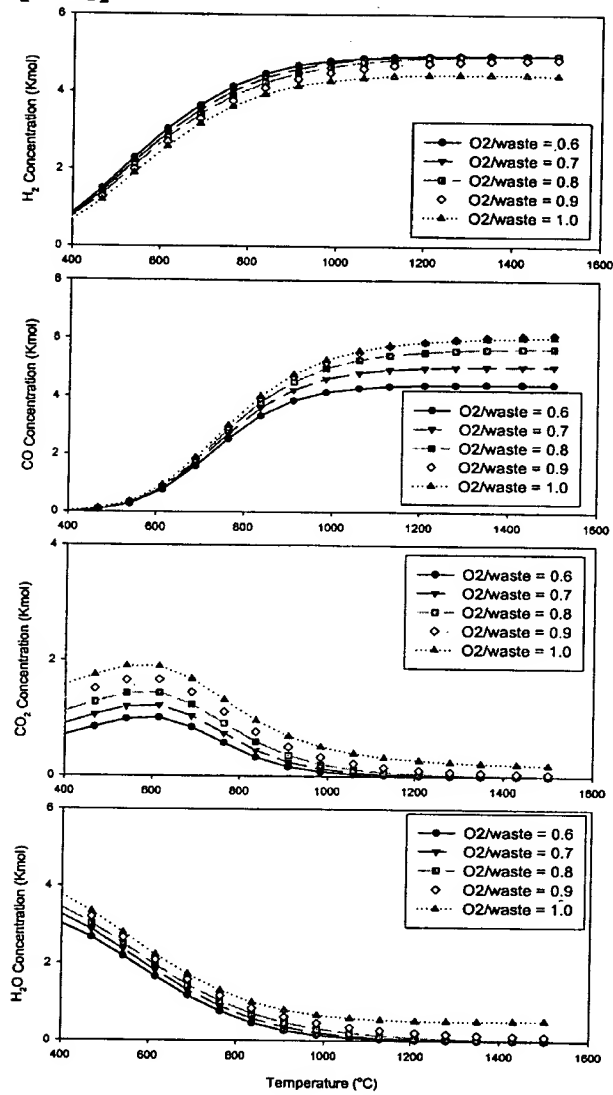 6
4
2
0
H₂ Concentration (Kmol)
O2/waste = 0.6
O2/waste = 0.7
O2/waste = 0.8
O2/waste = 0.9
O2/waste = 1.0
400 600 800 1000 1200 1400 1600
8
6
4
2
0
CO Concentration (Kmol)
O2/waste = 0.6
O2/waste = 0.7
O2/waste = 0.8
O2/waste = 0.9
O2/waste = 1.0
400 600 800 1000 1200 1400 1600
4
2
0
CO₂ Concentration (Kmol)
O2/waste = 0.6
O2/waste = 0.7
O2/waste = 0.8
O2/waste = 0.9
O2/waste = 1.0
400 600 800 1000 1200 1400 1600
6
4
2
0
H₂O Concentration (Kmol)
O2/waste = 0.6
O2/waste = 0.7
O2/waste = 0.8
O2/waste = 0.9
O2/waste = 1.0
400 600 800 1000 1200 1400 1600
Temperature (°C)